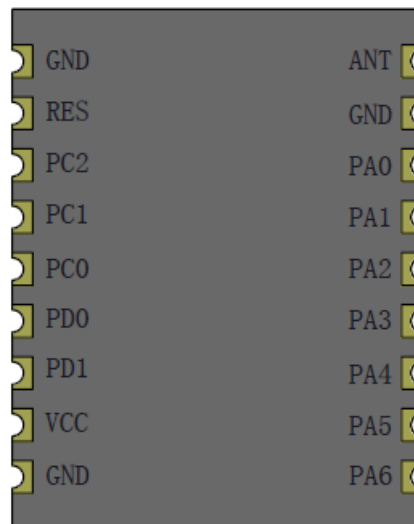 GND ANT
RES GND
PC2 PA0
PC1 PA1
PC0 PA2
PD0 PA3
PD1 PA4
VCC PA5
GND PA6